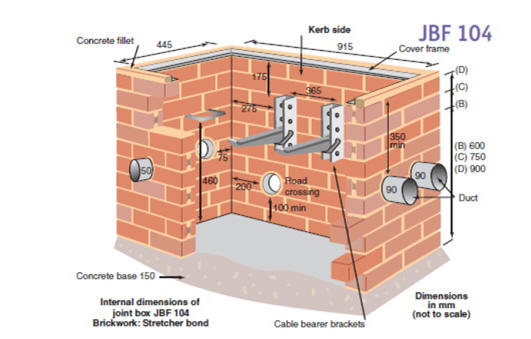 Kerb side
JBF 104
Concrete fillet
445
915
Cover frame
(D)
(C)
(B)
175
365
275
350
min
(B) 600
(C) 750
(D) 900
75
50
460
200
Road
crossing
90
90
Duct
100 min
Concrete base 150
Internal dimensions of
joint box JBF 104
Brickwork: Stretcher bond
Cable bearer brackets
Dimensions
in mm
(not to scale)